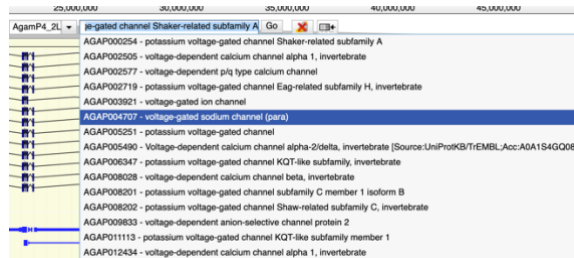 25,000,000 30,000,000 35,000,000 40,000,000 45,000,000
AgamP4_2L ge-gated channel Shaker-related subfamily A Go
AGAP000254 - potassium voltage-gated channel Shaker-related subfamily A
AGAP002505 - voltage-dependent calcium channel alpha 1, invertebrate
AGAP002577 - voltage-dependent p/q type calcium channel
AGAP002719 - potassium voltage-gated channel Eag-related subfamily H, invertebrate
AGAP003921 - voltage-gated ion channel
AGAP004707 - voltage-gated sodium channel (para)
AGAP005251 - potassium voltage-gated channel
AGAP005490 - Voltage-dependent calcium channel alpha-2/delta, invertebrate [Source:UniProtKB/TrEMBL;Acc:A0A1S4GQ08
AGAP006347 - potassium voltage-gated channel KQT-like subfamily, invertebrate
AGAP008028 - voltage-dependent calcium channel beta, invertebrate
AGAP008201 - potassium voltage-gated channel subfamily C member 1 isoform B
AGAP008202 - potassium voltage-gated channel Shaw-related subfamily C, invertebrate
AGAP009833 - voltage-dependent anion-selective channel protein 2
AGAP011113 - potassium voltage-gated channel KQT-like subfamily member 1
AGAP012434 - voltage-dependent calcium channel alpha 1, invertebrate